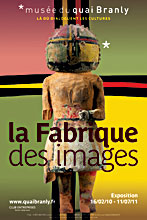 *musée du quai Branly
LÀ OÙ DIALOGUENT LES CULTURES
la Fabrique
des images
Exposition
www.quaibranly.fr 16/02/10 - 11/07/11